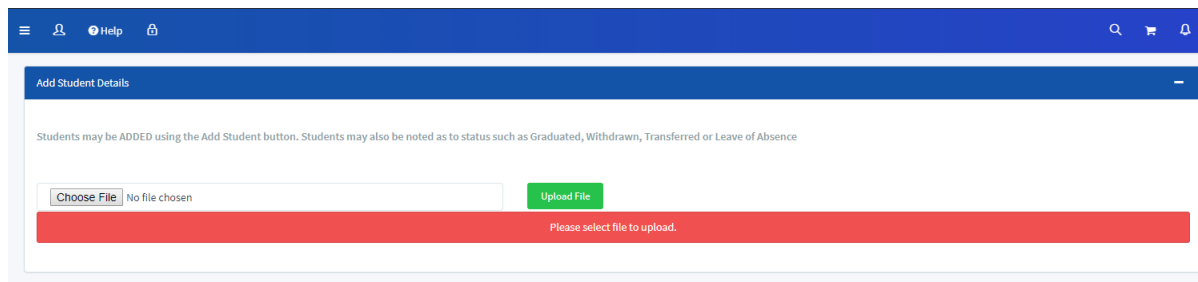 Help
Add Student Details
Students may be ADDED using the Add Student button. Students may also be noted as to status such as Graduated, Withdrawn, Transferred or Leave of Absence
Choose File No file chosen Upload File
Please select file to upload.